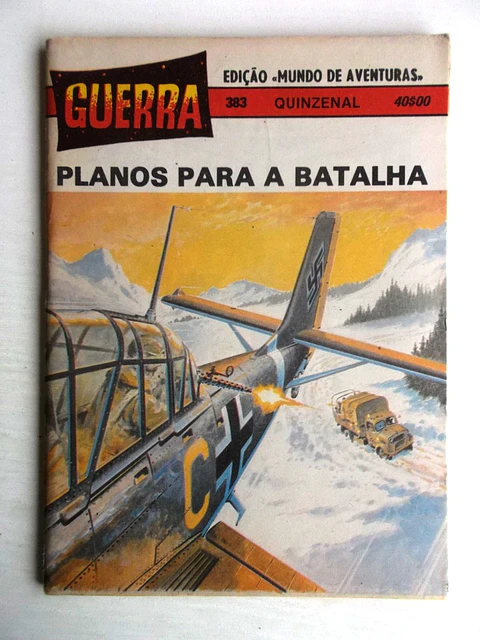 EDIÇÃO «MUNDO DE AVENTURAS»
GUERRA
383 QUINZENAL 40$00
PLANOS PARA A BATALHA
C